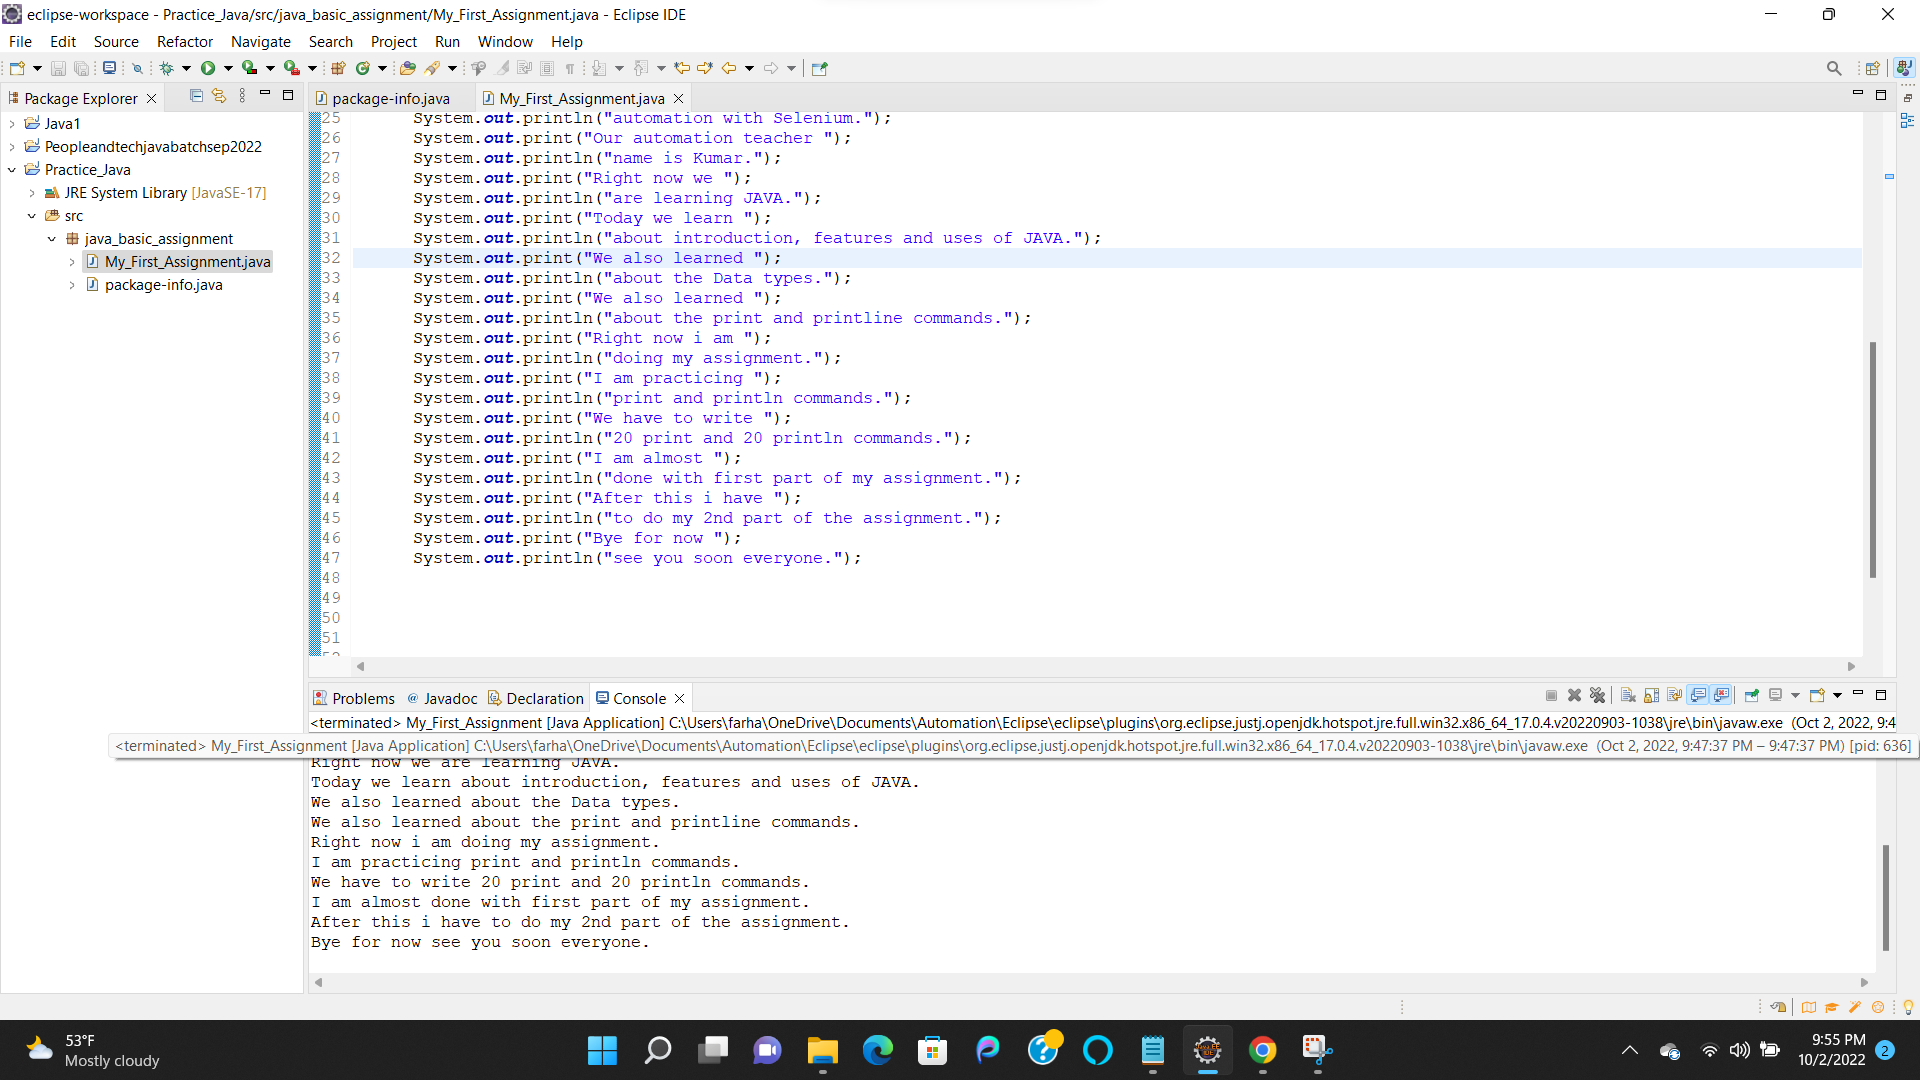 eclipse-workspace - Practice_Java/src/java_basic_assignment/My_First_Assignment.java - Eclipse IDE
File Edit Source Refactor Navigate Search Project Run Window Help
Package Explorer
package-info.java
My_First_Assignment.java
Java1
Peopleandtechjavabatchsep2022
Practice_Java
JRE System Library [JavaSE-17]
src
java_basic_assignment
My_First_Assignment.java
package-info.java
25 System.out.println("automation with Selenium.");
26 System.out.print("Our automation teacher ");
27 System.out.println("name is Kumar.");
28 System.out.print("Right now we ");
29 System.out.println("are learning JAVA.");
30 System.out.print("Today we learn ");
31 System.out.println("about introduction, features and uses of JAVA.");
32 System.out.print("We also learned ");
33 System.out.println("about the Data types.");
34 System.out.print("We also learned ");
35 System.out.println("about the print and printline commands.");
36 System.out.print("Right now i am ");
37 System.out.println("doing my assignment.");
38 System.out.print("I am practicing ");
39 System.out.println("print and println commands.");
40 System.out.print("We have to write ");
41 System.out.println("20 print and 20 println commands.");
42 System.out.print("I am almost ");
43 System.out.println("done with first part of my assignment.");
44 System.out.print("After this i have ");
45 System.out.println("to do my 2nd part of the assignment.");
46 System.out.print("Bye for now ");
47 System.out.println("see you soon everyone.");
48
49
50
51
Problems Javadoc Declaration Console
<terminated> My_First_Assignment [Java Application] C:\Users\farha\OneDrive\Documents\Automation\Eclipse\eclipse\plugins\org.eclipse.justj.openjdk.hotspot.jre.full.win32.x86_64_17.0.4.v20220903-1038\jre\bin\javaw.exe (Oct 2, 2022, 9:4
<terminated> My_First_Assignment [Java Application] C:\Users\farha\OneDrive\Documents\Automation\Eclipse\eclipse\plugins\org.eclipse.justj.openjdk.hotspot.jre.full.win32.x86_64_17.0.4.v20220903-1038\jre\bin\javaw.exe (Oct 2, 2022, 9:47:37 PM – 9:47:37 PM) [pid: 636]
Right now we are learning JAVA.
Today we learn about introduction, features and uses of JAVA.
We also learned about the Data types.
We also learned about the print and printline commands.
Right now i am doing my assignment.
I am practicing print and println commands.
We have to write 20 print and 20 println commands.
I am almost done with first part of my assignment.
After this i have to do my 2nd part of the assignment.
Bye for now see you soon everyone.
53°F
Mostly cloudy
9:55 PM
10/2/2022
2